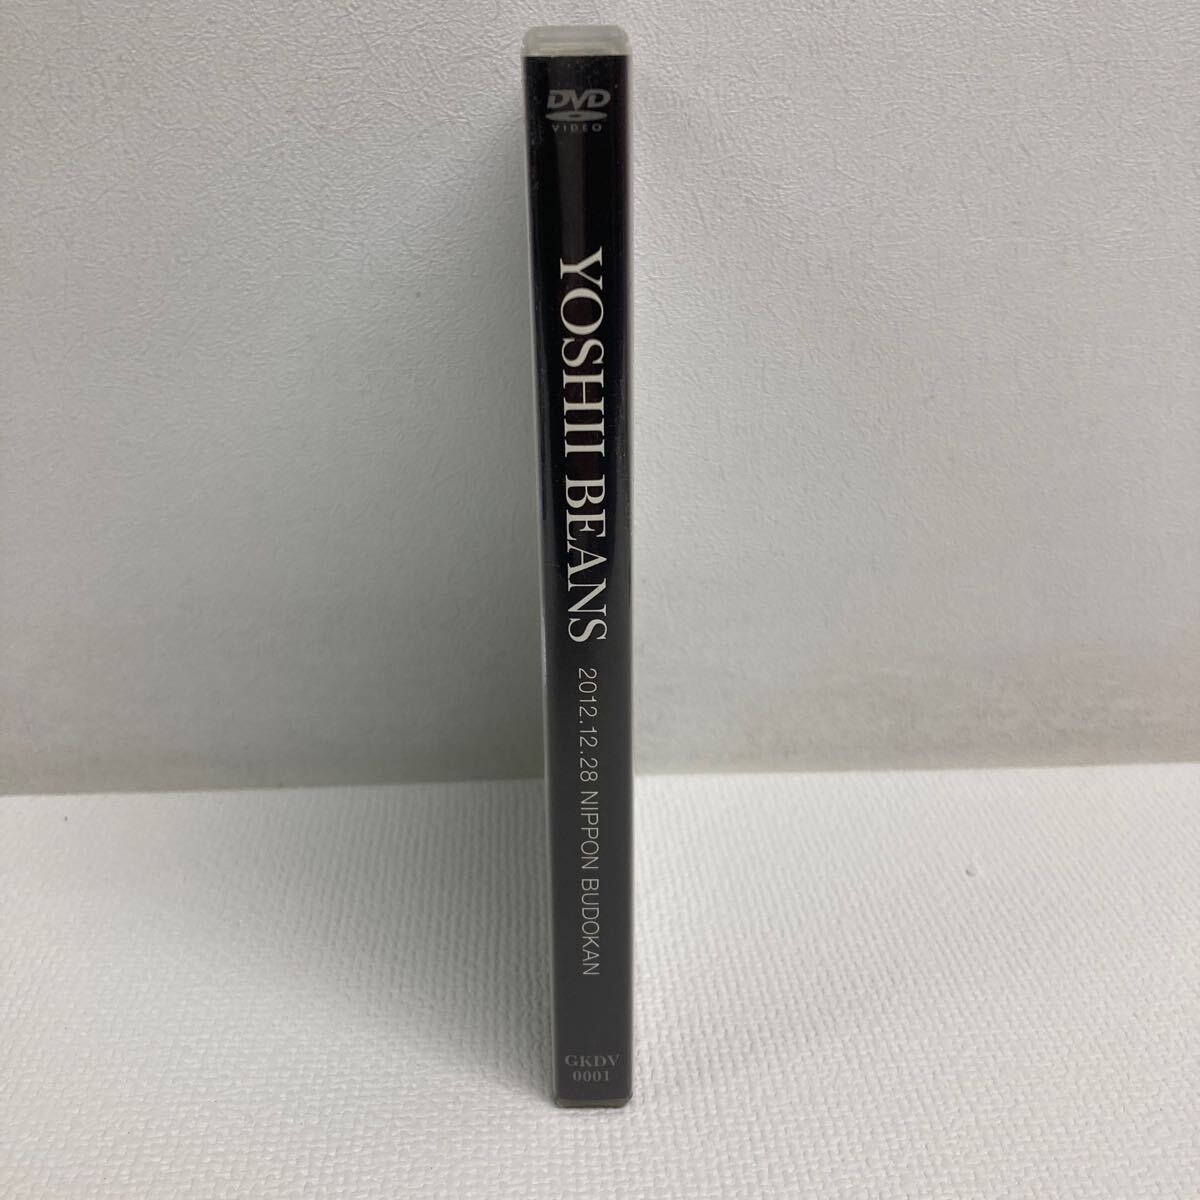 DVD
VIDEO
YOSHII BEANS
2012.12.28 NIPPON BUDOKAN
GKDV
0001